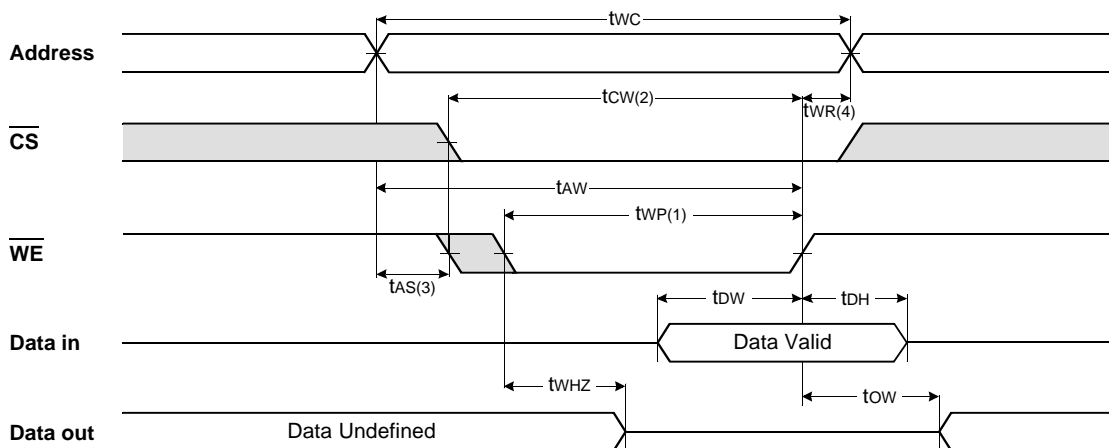 tWC
Address
tCW(2)
tWR(4)
CS
tAW
tWP(1)
WE
tAS(3)
tDW
tDH
Data in
Data Valid
tWHZ
tOW
Data out
Data Undefined